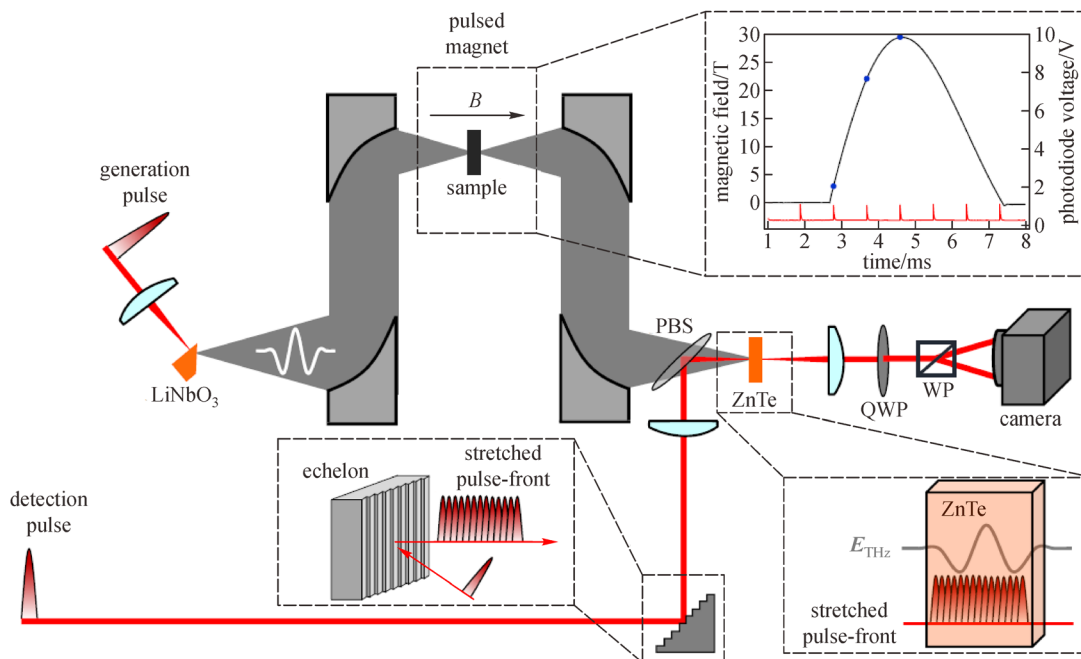 pulsed
magnet
B
sample
generation
pulse
LiNbO₃
30
25
20
15
10
5
0
magnetic field/T
10
8
6
4
2
0
photodiode voltage/V
1 2 3 4 5 6 7 8
time/ms
PBS
ZnTe
QWP
WP
camera
echelon
stretched
pulse-front
detection
pulse
ZnTe
E_THz
stretched
pulse-front